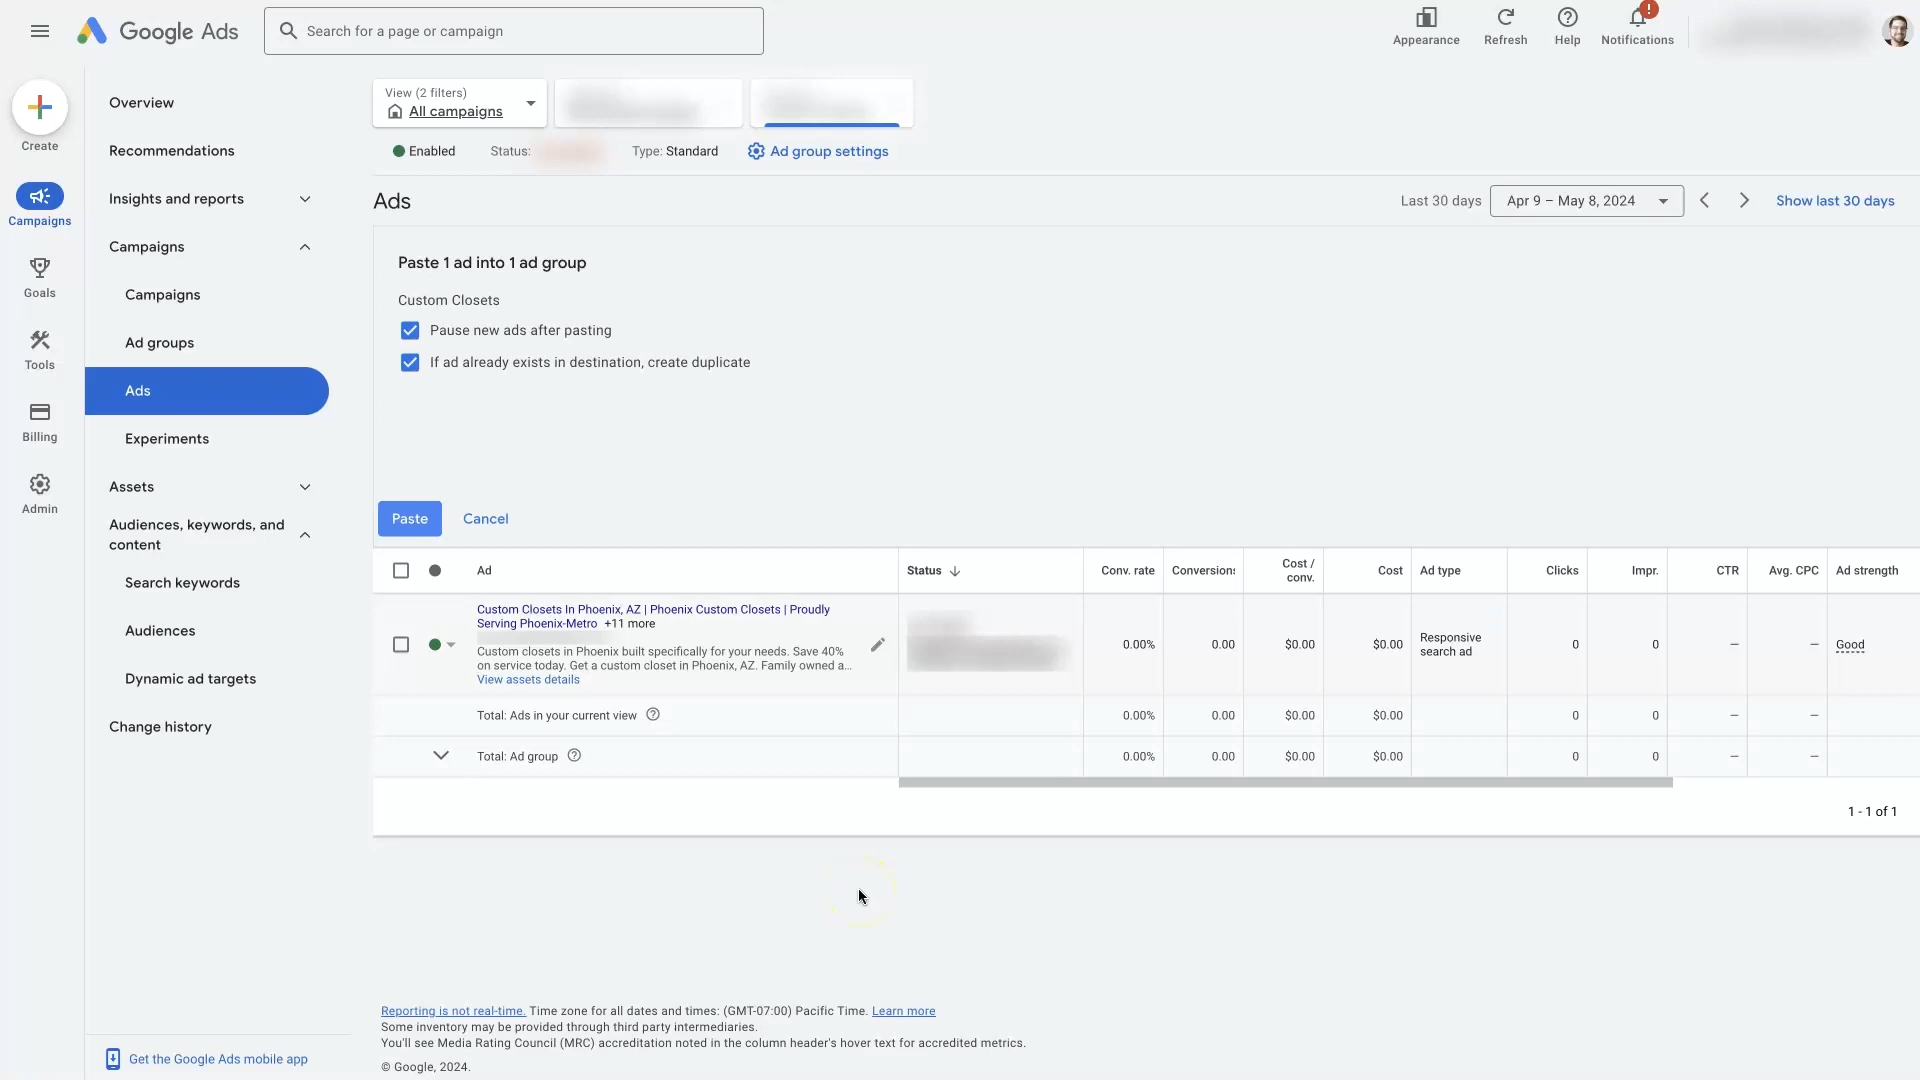 Google Ads
Search for a page or campaign
Appearance
Refresh
Help
!
Notifications
Create
Campaigns
Goals
Tools
Billing
Admin
Overview
Recommendations
Insights and reports
Campaigns
Campaigns
Ad groups
Ads
Experiments
Assets
Audiences, keywords, and
content
Search keywords
Audiences
Dynamic ad targets
Change history
Get the Google Ads mobile app
View (2 filters)
All campaigns
Enabled
Status:
Type: Standard
Ad group settings
Ads
Last 30 days
Apr 9 – May 8, 2024
Show last 30 days
Paste 1 ad into 1 ad group
Custom Closets
Pause new ads after pasting
If ad already exists in destination, create duplicate
Paste
Cancel
Ad
Status
Conv. rate
Conversions
Cost /
conv.
Cost
Ad type
Clicks
Impr.
CTR
Avg. CPC
Ad strength
Custom Closets In Phoenix, AZ | Phoenix Custom Closets | Proudly
Serving Phoenix-Metro +11 more
Custom closets in Phoenix built specifically for your needs. Save 40%
on service today. Get a custom closet in Phoenix, AZ. Family owned a...
View assets details
0.00%
0.00
$0.00
$0.00
Responsive
search ad
0
0
–
–
Good
Total: Ads in your current view
0.00%
0.00
$0.00
$0.00
0
0
–
–
Total: Ad group
0.00%
0.00
$0.00
$0.00
0
0
–
–
1 - 1 of 1
Reporting is not real-time. Time zone for all dates and times: (GMT-07:00) Pacific Time. Learn more
Some inventory may be provided through third party intermediaries.
You'll see Media Rating Council (MRC) accreditation noted in the column header's hover text for accredited metrics.
© Google, 2024.